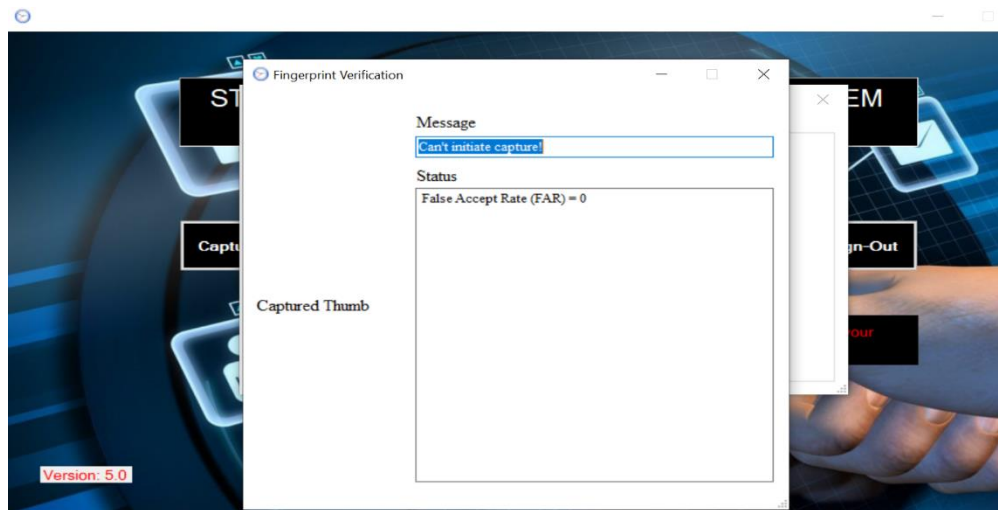 Fingerprint Verification
ST
EM
Message
Can't initiate capture!
Status
False Accept Rate (FAR) = 0
Captu
gn-Out
Captured Thumb
our
Version: 5.0